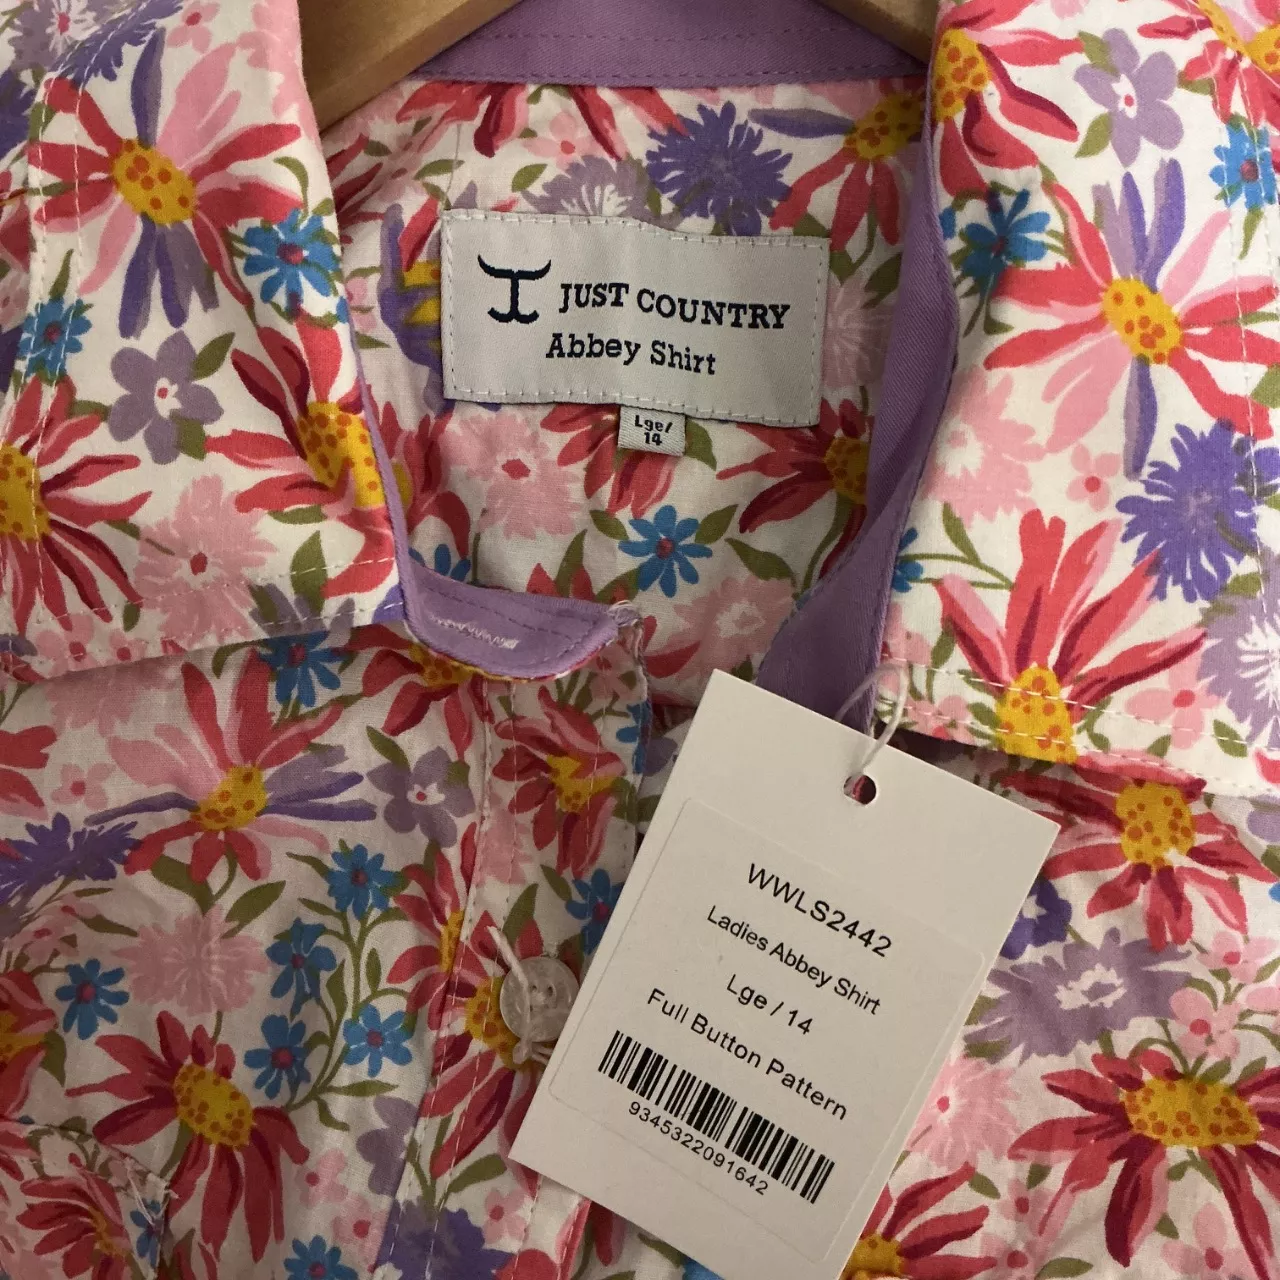 JUST COUNTRY
Abbey Shirt
Lge/
14
WWLS2442
Ladies Abbey Shirt
Lge / 14
Full Button Pattern
9345322091642